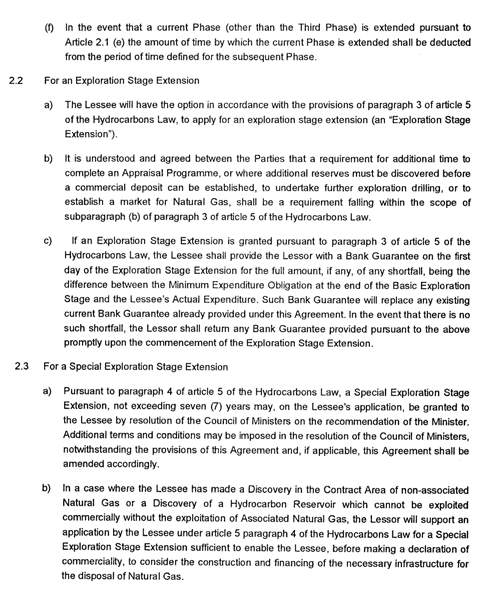 (f) In the event that a current Phase (other than the Third Phase) is extended pursuant to
Article 2.1 (e) the amount of time by which the current Phase is extended shall be deducted
from the period of time defined for the subsequent Phase.
2.2 For an Exploration Stage Extension
a) The Lessee will have the option in accordance with the provisions of paragraph 3 of article 5
of the Hydrocarbons Law, to apply for an exploration stage extension (an “Exploration Stage
Extension”).
b) It is understood and agreed between the Parties that a requirement for additional time to
complete an Appraisal Programme, or where additional reserves must be discovered before
a commercial deposit can be established, to undertake further exploration drilling, or to
establish a market for Natural Gas, shall be a requirement falling within the scope of
subparagraph (b) of paragraph 3 of article 5 of the Hydrocarbons Law.
c) If an Exploration Stage Extension is granted pursuant to paragraph 3 of article 5 of the
Hydrocarbons Law, the Lessee shall provide the Lessor with a Bank Guarantee on the first
day of the Exploration Stage Extension for the full amount, if any, of any shortfall, being the
difference between the Minimum Expenditure Obligation at the end of the Basic Exploration
Stage and the Lessee's Actual Expenditure. Such Bank Guarantee will replace any existing
current Bank Guarantee already provided under this Agreement. In the event that there is no
such shortfall, the Lessor shall return any Bank Guarantee provided pursuant to the above
promptly upon the commencement of the Exploration Stage Extension.
2.3 For a Special Exploration Stage Extension
a) Pursuant to paragraph 4 of article 5 of the Hydrocarbons Law, a Special Exploration Stage
Extension, not exceeding seven (7) years may, on the Lessee's application, be granted to
the Lessee by resolution of the Council of Ministers on the recommendation of the Minister.
Additional terms and conditions may be imposed in the resolution of the Council of Ministers,
notwithstanding the provisions of this Agreement and, if applicable, this Agreement shall be
amended accordingly.
b) In a case where the Lessee has made a Discovery in the Contract Area of non-associated
Natural Gas or a Discovery of a Hydrocarbon Reservoir which cannot be exploited
commercially without the exploitation of Associated Natural Gas, the Lessor will support an
application by the Lessee under article 5 paragraph 4 of the Hydrocarbons Law for a Special
Exploration Stage Extension sufficient to enable the Lessee, before making a declaration of
commerciality, to consider the construction and financing of the necessary infrastructure for
the disposal of Natural Gas.